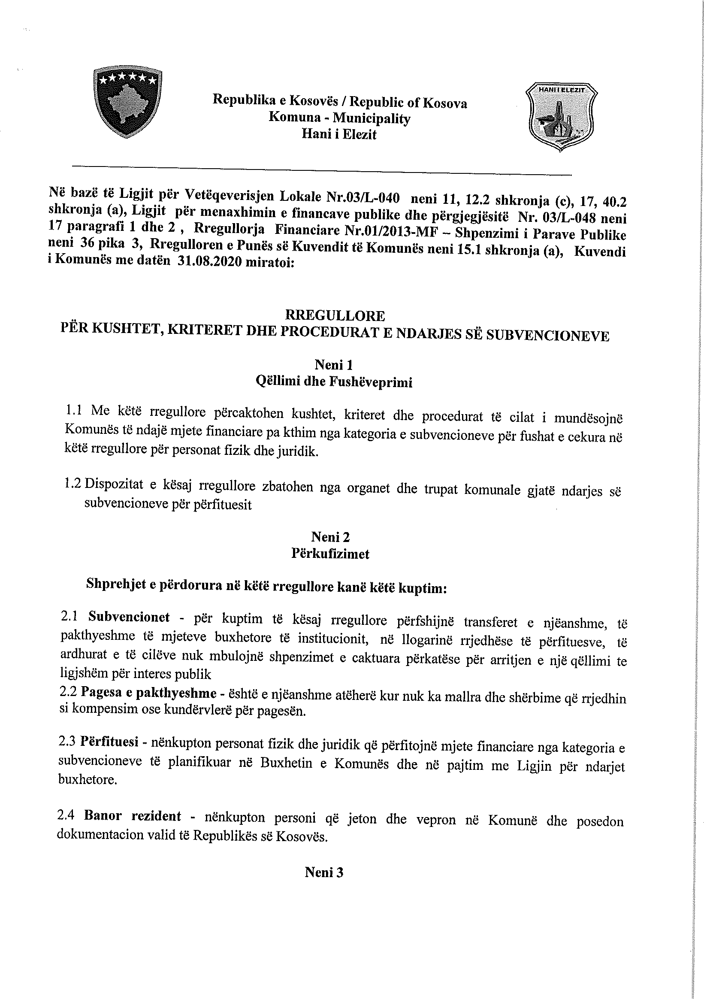 HANI I ELEZIT
Republika e Kosovës / Republic of Kosova
Komuna - Municipality
Hani i Elezit
Në bazë të Ligjit për Vetëqeverisjen Lokale Nr.03/L-040 neni 11, 12.2 shkronja (c), 17, 40.2
shkronja (a), Ligjit për menaxhimin e financave publike dhe përgjegjësitë Nr. 03/L-048 neni
17 paragrafi 1 dhe 2 , Rregullorja Financiare Nr.01/2013-MF – Shpenzimi i Parave Publike
neni 36 pika 3, Rregulloren e Punës së Kuvendit të Komunës neni 15.1 shkronja (a), Kuvendi
i Komunës me datën 31.08.2020 miratoi:
RREGULLORE
PËR KUSHTET, KRITERET DHE PROCEDURAT E NDARJES SË SUBVENCIONEVE
Neni 1
Qëllimi dhe Fushëveprimi
1.1 Me këtë rregullore përcaktohen kushtet, kriteret dhe procedurat të cilat i mundësojnë
Komunës të ndajë mjete financiare pa kthim nga kategoria e subvencioneve për fushat e cekura në
këtë rregullore për personat fizik dhe juridik.
1.2 Dispozitat e kësaj rregullore zbatohen nga organet dhe trupat komunale gjatë ndarjes së
subvencioneve për përfituesit
Neni 2
Përkufizimet
Shprehjet e përdorura në këtë rregullore kanë këtë kuptim:
2.1 Subvencionet - për kuptim të kësaj rregullore përfshijnë transferet e njëanshme, të
pakthyeshme të mjeteve buxhetore të institucionit, në llogarinë rrjedhëse të përfituesve, të
ardhurat e të cilëve nuk mbulojnë shpenzimet e caktuara përkatëse për arritjen e një qëllimi te
ligjshëm për interes publik
2.2 Pagesa e pakthyeshme - është e njëanshme atëherë kur nuk ka mallra dhe shërbime që rrjedhin
si kompensim ose kundërvlerë për pagesën.
2.3 Përfituesi - nënkupton personat fizik dhe juridik që përfitojnë mjete financiare nga kategoria e
subvencioneve të planifikuar në Buxhetin e Komunës dhe në pajtim me Ligjin për ndarjet
buxhetore.
2.4 Banor rezident - nënkupton personi që jeton dhe vepron në Komunë dhe posedon
dokumentacion valid të Republikës së Kosovës.
Neni 3